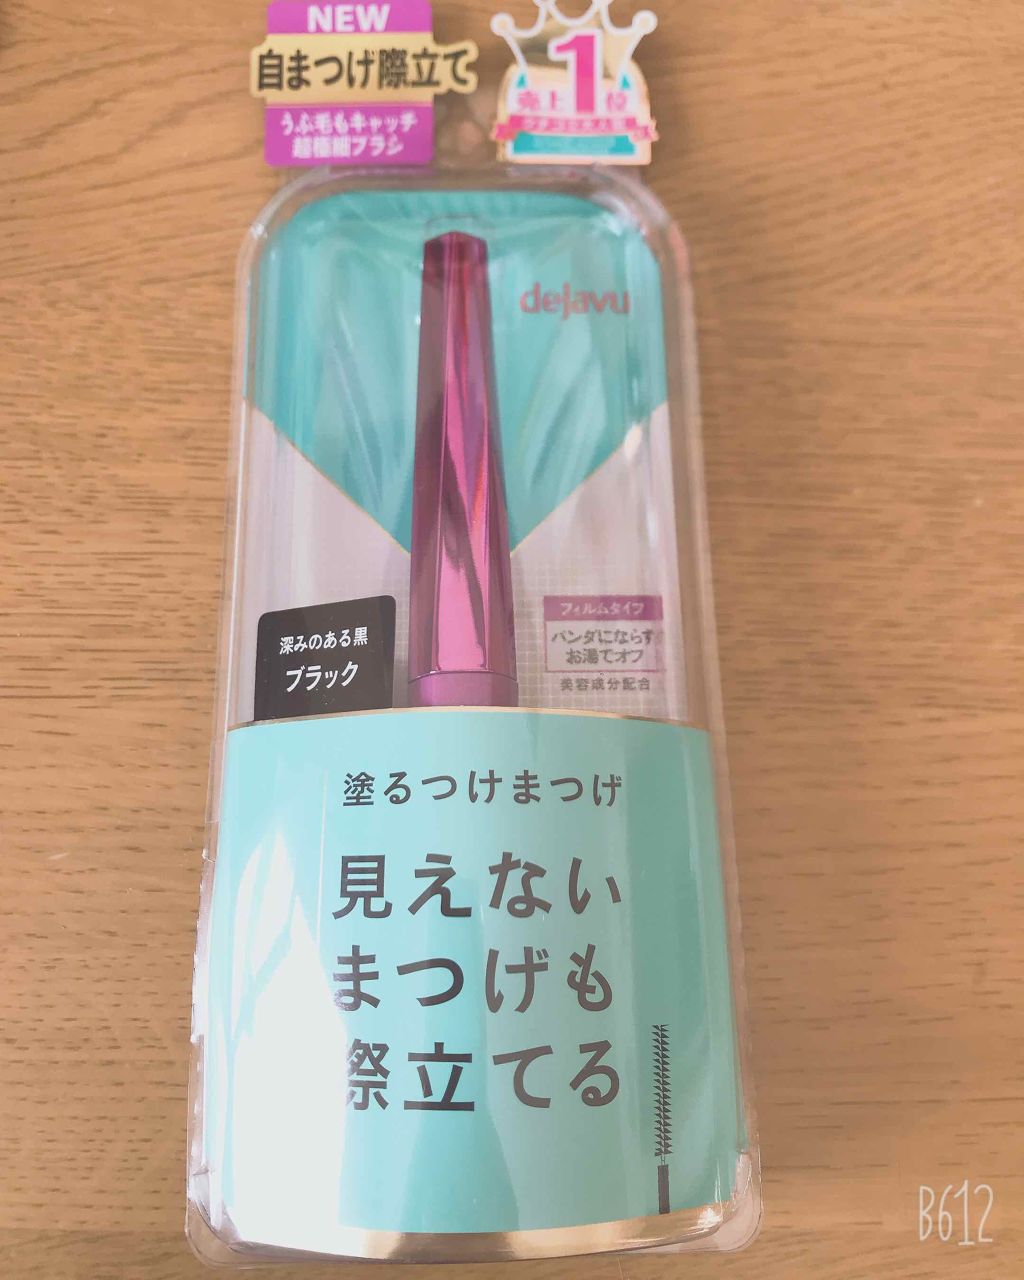 NEW
自まつげ際立て
うぶ毛もキャッチ
超極細ブラシ
1
売上 位
dejavu
深みのある黒
ブラック
フィルムタイプ
パンダにならず
お湯でオフ
美容成分配合
塗るつけまつげ
見えない
まつげも
際立てる
B612